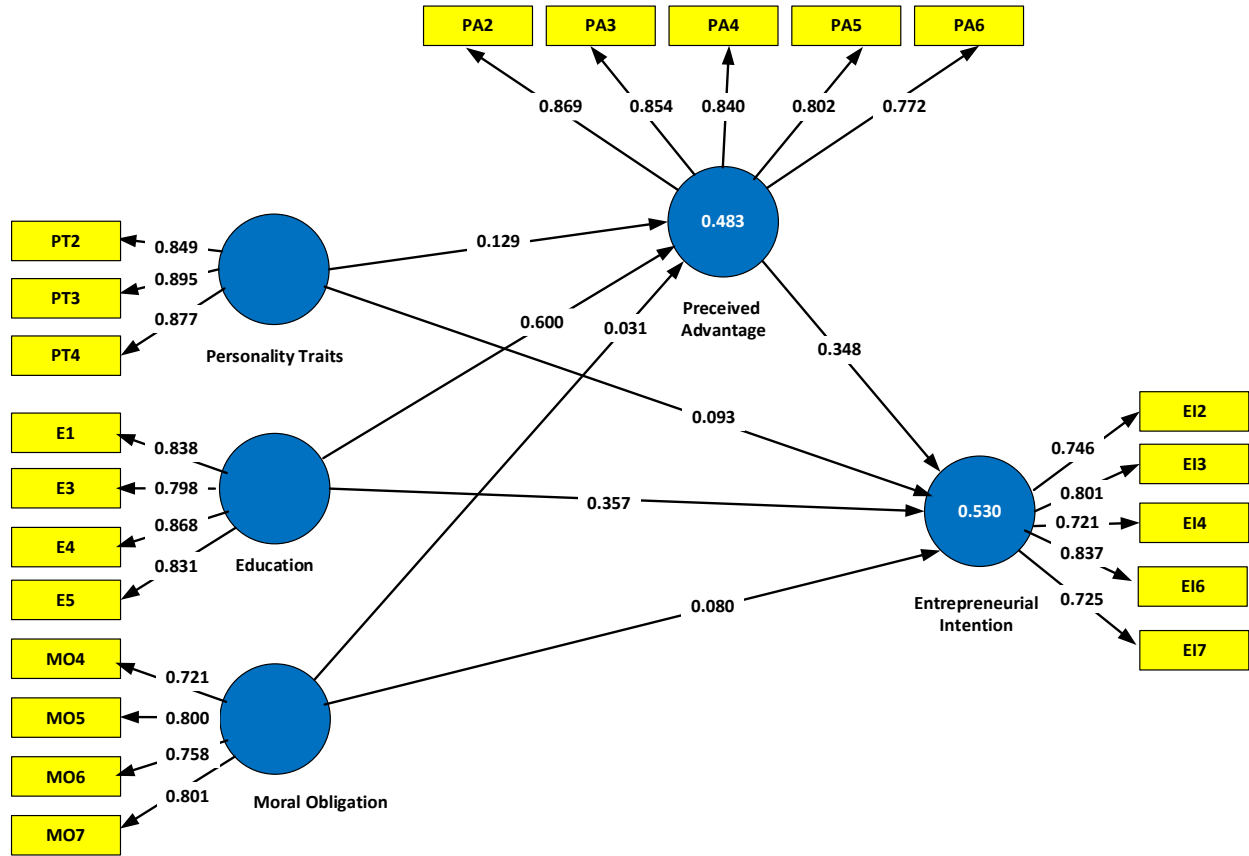 PA2 PA3 PA4 PA5 PA6
0.869 0.854 0.840 0.802 0.772
0.483
Preceived
Advantage
PT2
PT3
PT4
0.849
0.895
0.877
Personality Traits
0.129
0.600
0.031
0.348
0.093
E1
E3
E4
E5
0.838
0.798
0.868
0.831
Education
0.357
0.530
Entrepreneurial
Intention
EI2
EI3
EI4
EI6
EI7
0.746
0.801
0.721
0.837
0.725
0.080
MO4
MO5
MO6
MO7
0.721
0.800
0.758
0.801
Moral Obligation